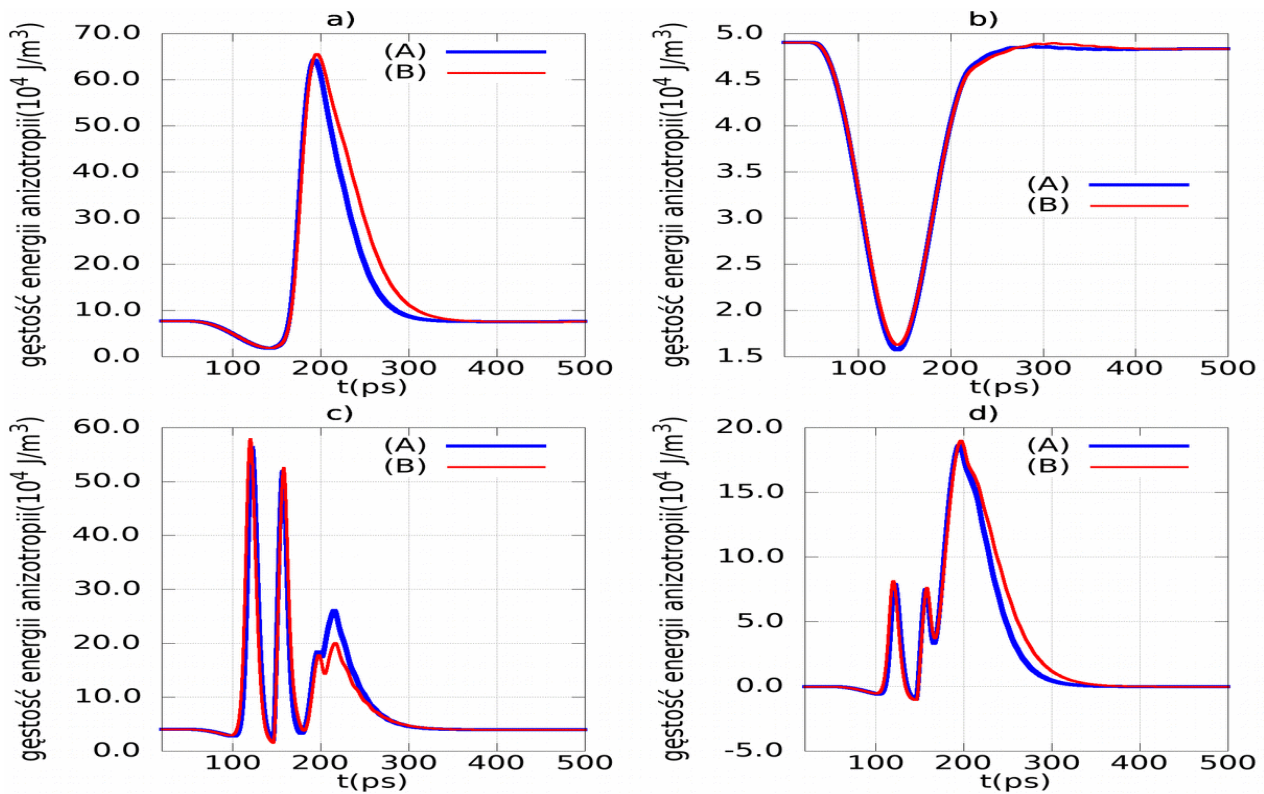 a)
gęstość energii anizotropii(10⁴ J/m³)
70.0
60.0
50.0
40.0
30.0
20.0
10.0
0.0
(A)
(B)
100 200 300 400 500
t(ps)
b)
gęstość energii anizotropii(10⁴ J/m³)
5.0
4.5
4.0
3.5
3.0
2.5
2.0
1.5
(A)
(B)
100 200 300 400 500
t(ps)
c)
gęstość energii anizotropii(10⁴ J/m³)
60.0
50.0
40.0
30.0
20.0
10.0
0.0
(A)
(B)
100 200 300 400 500
t(ps)
d)
gęstość energii anizotropii(10⁴ J/m³)
20.0
15.0
10.0
5.0
0.0
-5.0
(A)
(B)
100 200 300 400 500
t(ps)